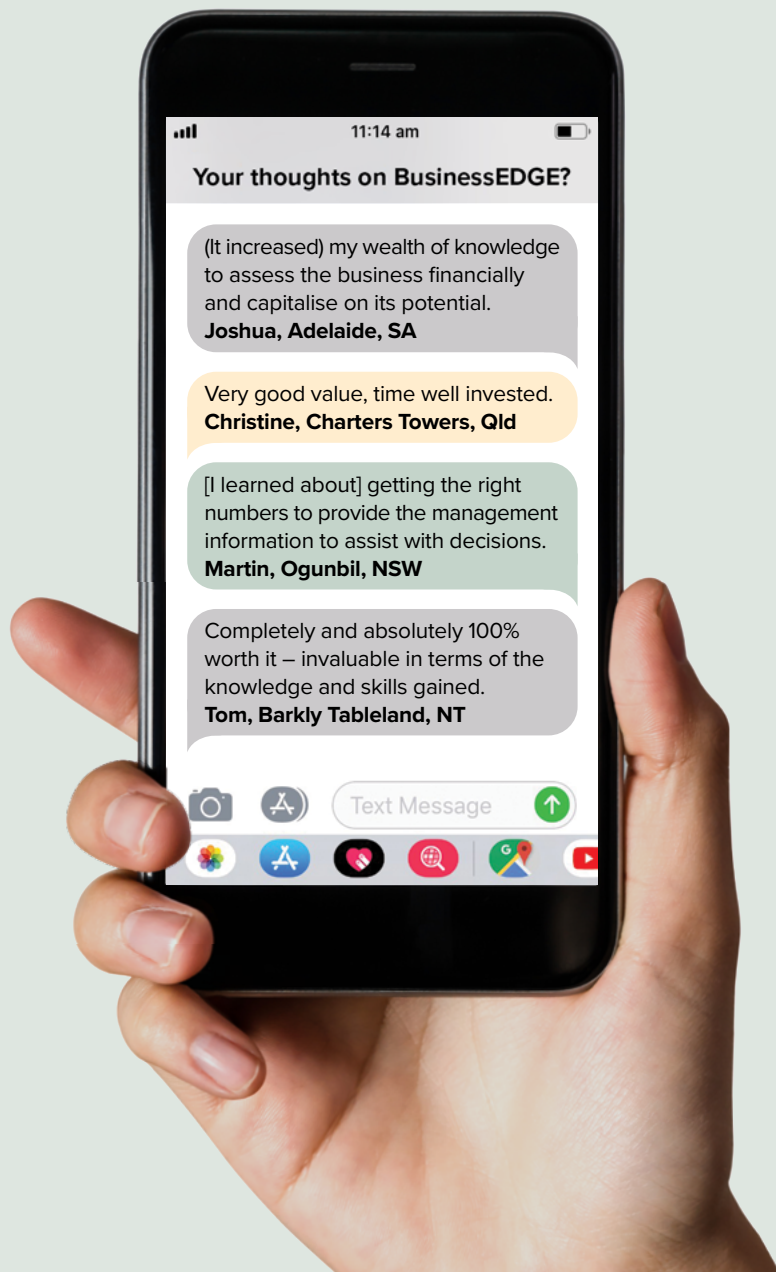 11:14 am
Your thoughts on BusinessEDGE?
(It increased) my wealth of knowledge
to assess the business financially
and capitalise on its potential.
Joshua, Adelaide, SA
Very good value, time well invested.
Christine, Charters Towers, Qld
[I learned about] getting the right
numbers to provide the management
information to assist with decisions.
Martin, Ogunbil, NSW
Completely and absolutely 100%
worth it – invaluable in terms of the
knowledge and skills gained.
Tom, Barkly Tableland, NT
Text Message
G